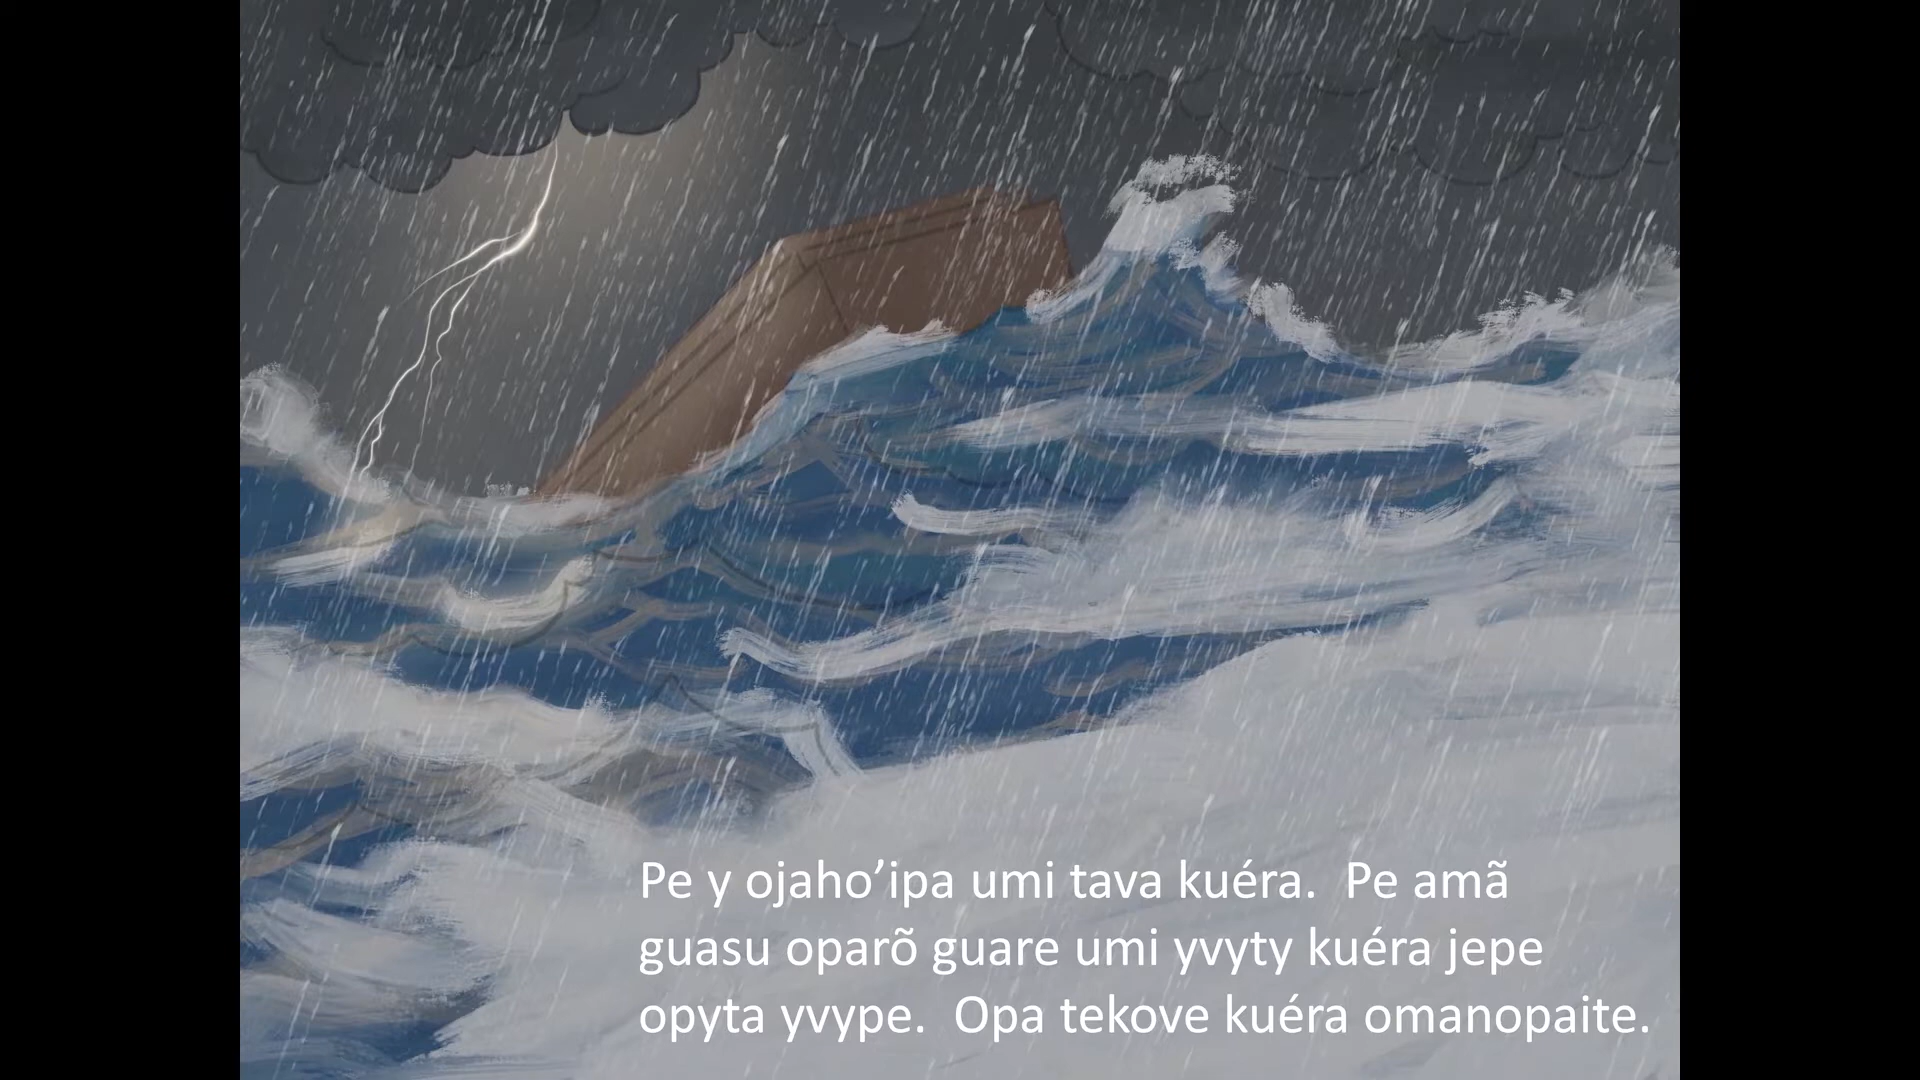 Pe y ojaho’ipa umi tava kuéra.  Pe amã
guasu oparõ guare umi yvyty kuéra jepe
opyta yvype.  Opa tekove kuéra omanopaite.